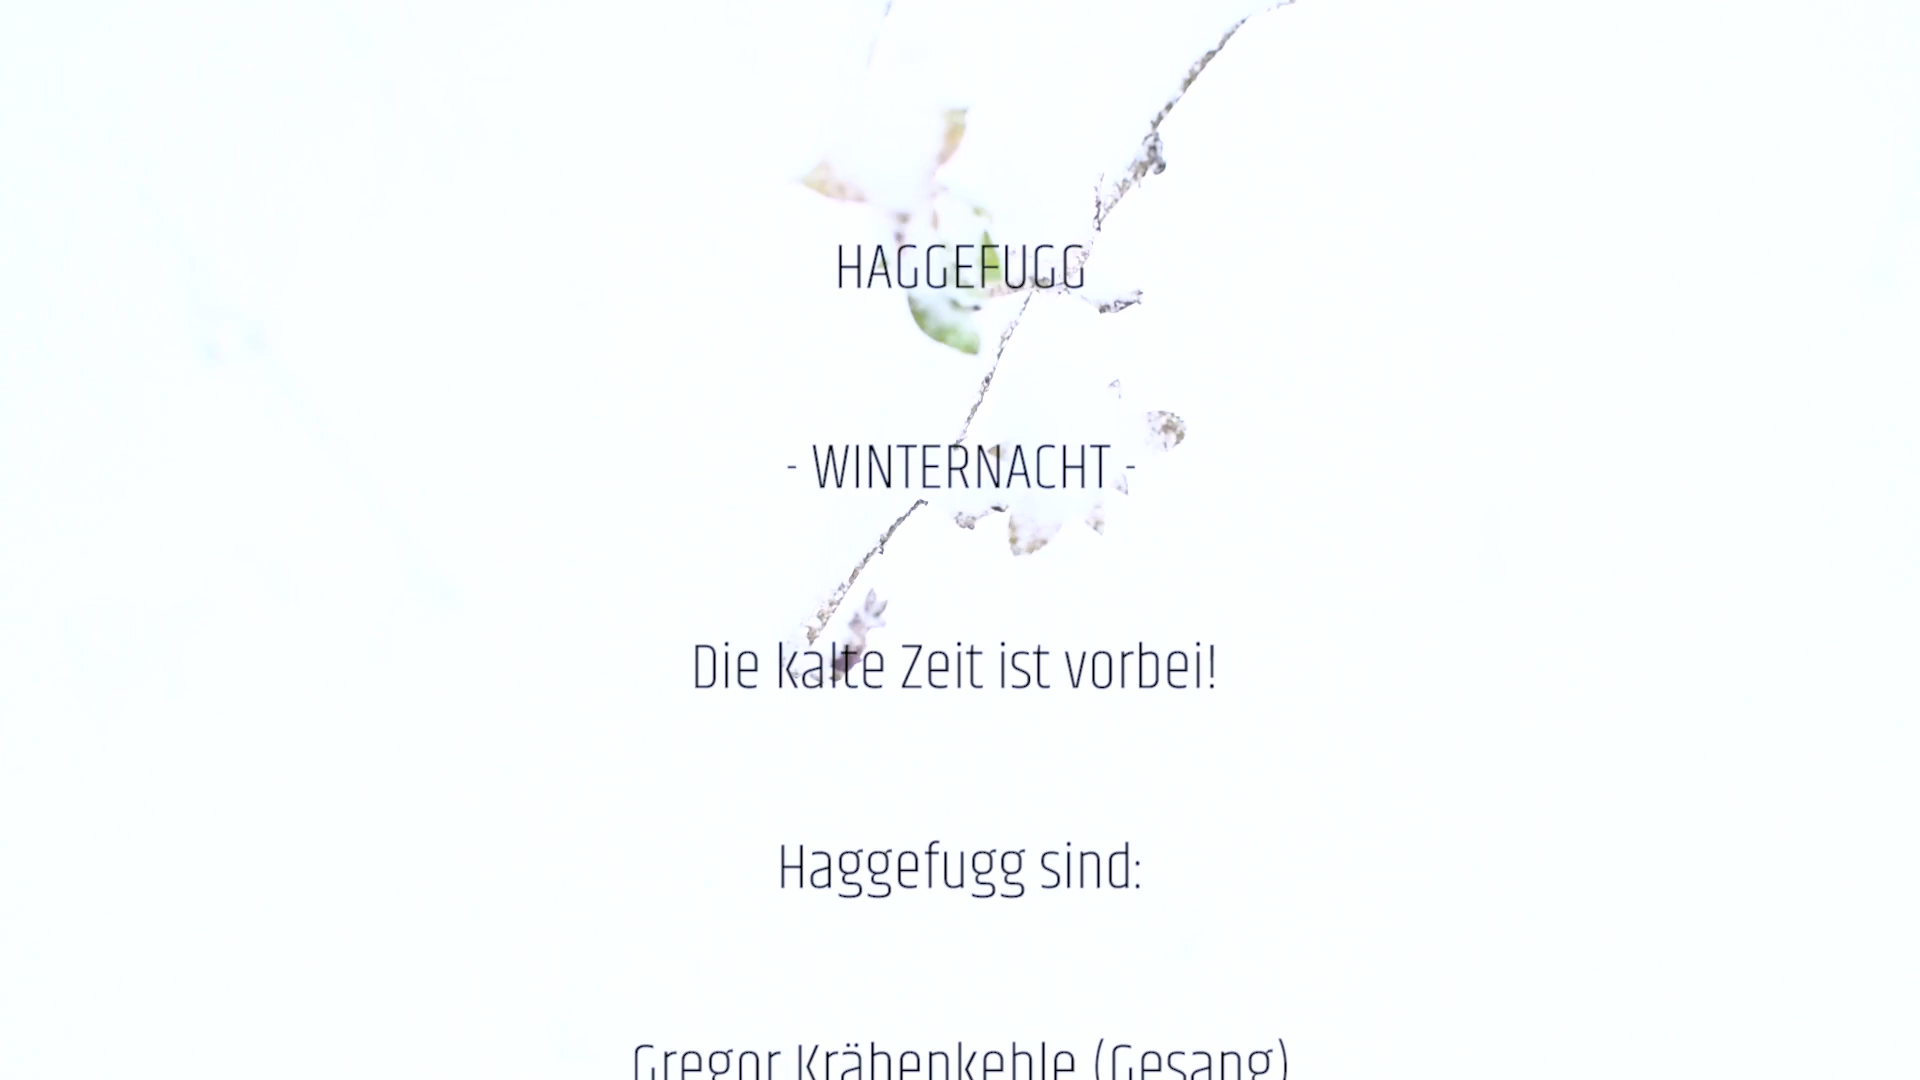 HAGGEFUGG
- WINTERNACHT -
Die kalte Zeit ist vorbei!
Haggefugg sind:
Gregor Krähenkehle (Gesang)